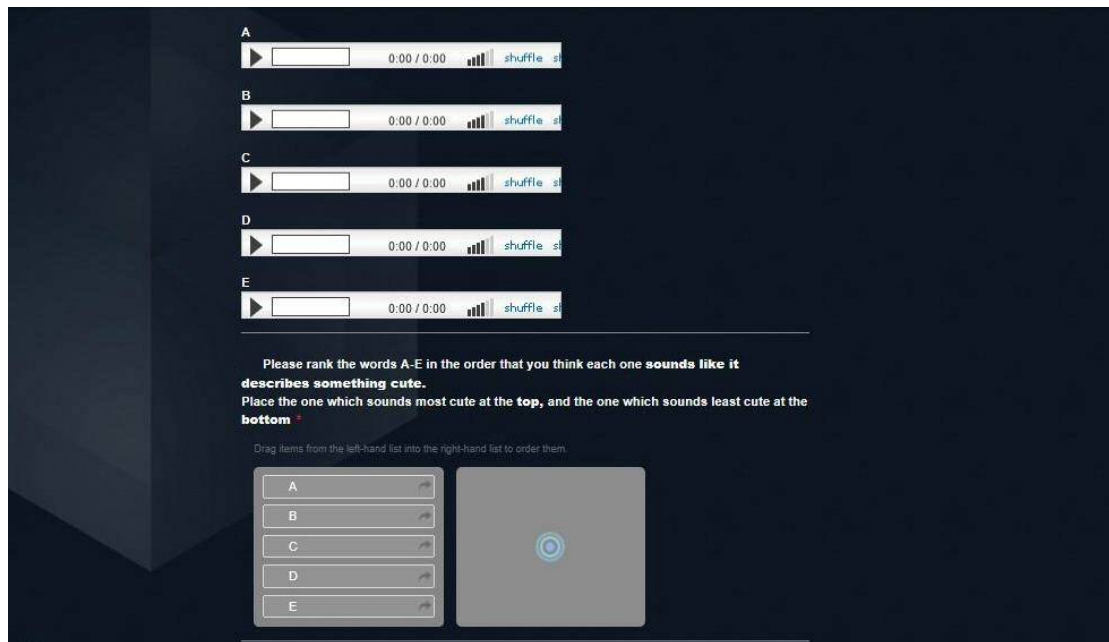 A
0:00 / 0:00 shuffle
B
0:00 / 0:00 shuffle
C
0:00 / 0:00 shuffle
D
0:00 / 0:00 shuffle
E
0:00 / 0:00 shuffle
Please rank the words A-E in the order that you think each one sounds like it
describes something cute.
Place the one which sounds most cute at the top, and the one which sounds least cute at the
bottom *
Drag items from the left-hand list into the right-hand list to order them.
A
B
C
D
E